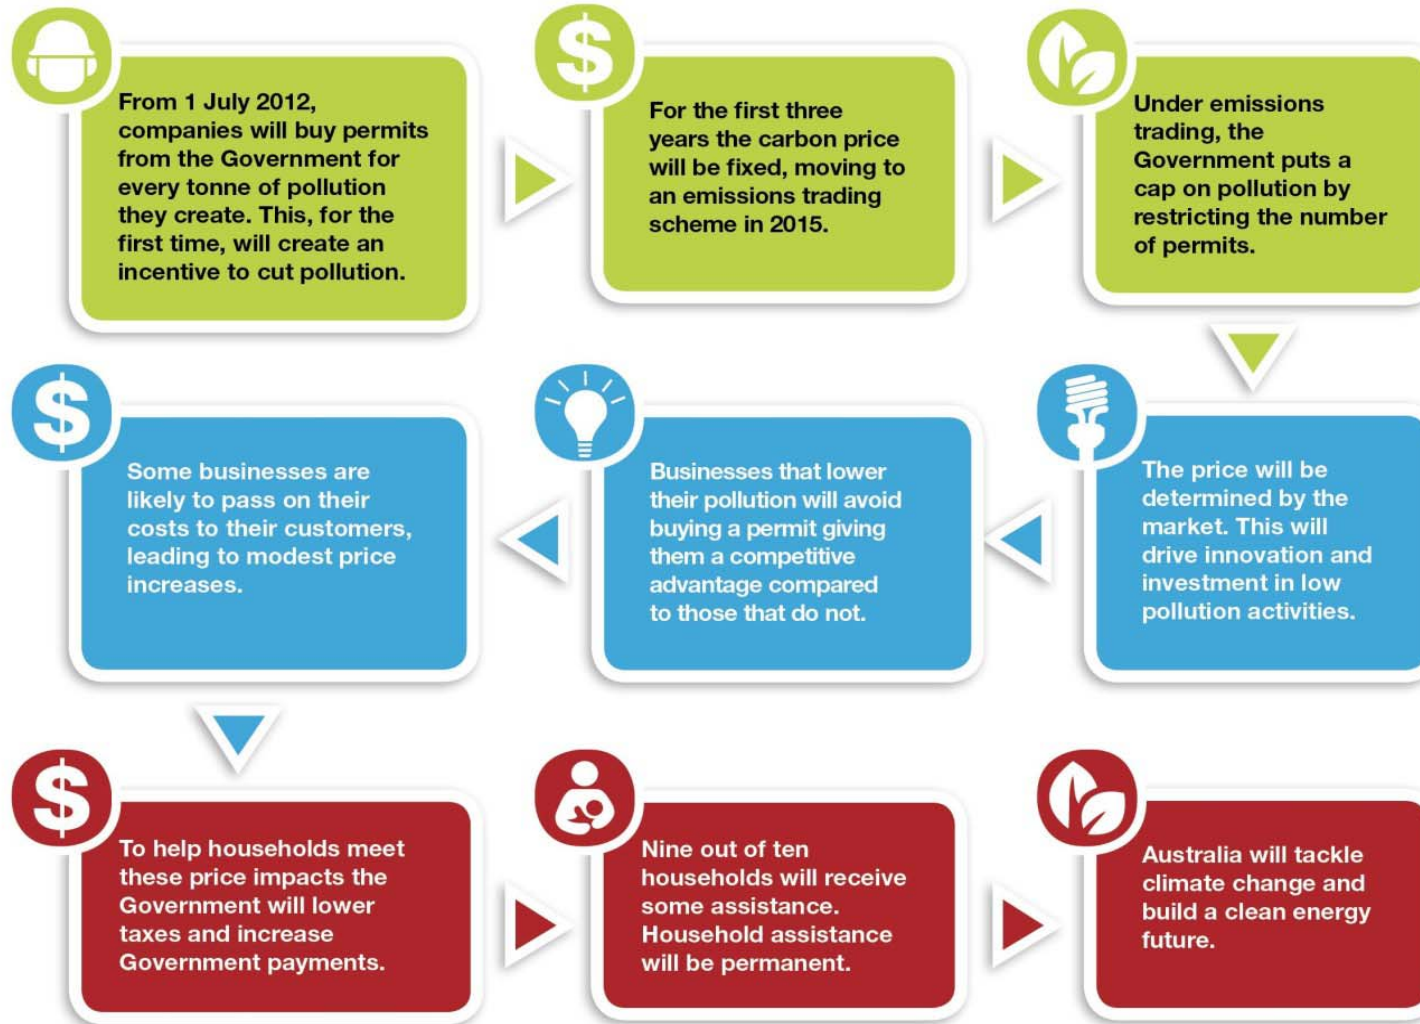 From 1 July 2012,
companies will buy permits
from the Government for
every tonne of pollution
they create. This, for the
first time, will create an
incentive to cut pollution.
$
For the first three
years the carbon price
will be fixed, moving to
an emissions trading
scheme in 2015.
Under emissions
trading, the
Government puts a
cap on pollution by
restricting the number
of permits.
The price will be
determined by the
market. This will
drive innovation and
investment in low
pollution activities.
Businesses that lower
their pollution will avoid
buying a permit giving
them a competitive
advantage compared
to those that do not.
$
Some businesses are
likely to pass on their
costs to their customers,
leading to modest price
increases.
$
To help households meet
these price impacts the
Government will lower
taxes and increase
Government payments.
Nine out of ten
households will receive
some assistance.
Household assistance
will be permanent.
Australia will tackle
climate change and
build a clean energy
future.